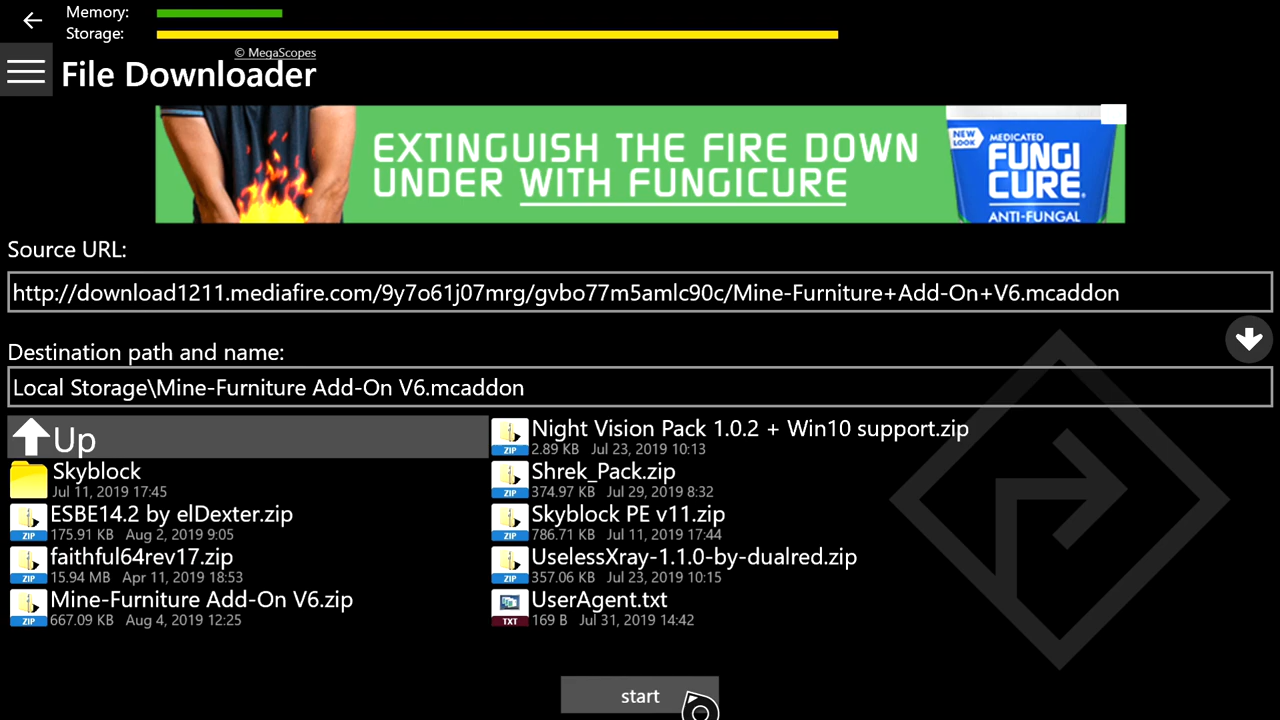 Memory:
Storage:
© MegaScopes
File Downloader
EXTINGUISH THE FIRE DOWN
UNDER WITH FUNGICURE
NEW
LOOK
MEDICATED
FUNGI
CURE®
ANTI-FUNGAL
Source URL:
http://download1211.mediafire.com/9y7o61j07mrg/gvbo77m5amlc90c/Mine-Furniture+Add-On+V6.mcaddon
Destination path and name:
Local Storage\Mine-Furniture Add-On V6.mcaddon
Up
Skyblock
Jul 11, 2019 17:45
ZIP
ESBE14.2 by elDexter.zip
175.91 KB Aug 2, 2019 9:05
ZIP
faithful64rev17.zip
15.94 MB Apr 11, 2019 18:53
ZIP
Mine-Furniture Add-On V6.zip
667.09 KB Aug 4, 2019 12:25
ZIP
Night Vision Pack 1.0.2 + Win10 support.zip
2.89 KB Jul 23, 2019 10:13
ZIP
Shrek_Pack.zip
374.97 KB Jul 29, 2019 8:32
ZIP
Skyblock PE v11.zip
786.71 KB Jul 11, 2019 17:44
ZIP
UselessXray-1.1.0-by-dualred.zip
357.06 KB Jul 23, 2019 10:15
TXT
UserAgent.txt
169 B Jul 31, 2019 14:42
start